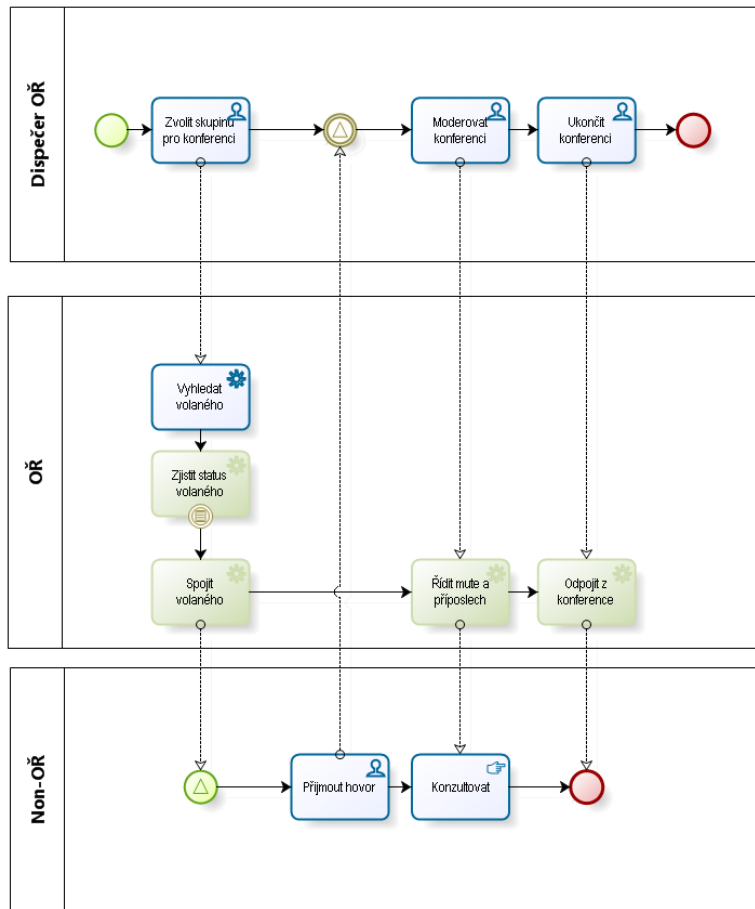 Dispečer OŘ
Zvolit skupinu
pro konferenci
Moderovat
konferenci
Ukončit
konferenci
OŘ
Vyhledat
volaného
Zjistit status
volaného
Spojit
volaného
Řídit mute a
příposlech
Odpojit z
konference
Non-OŘ
Přijmout hovor
Konzultovat